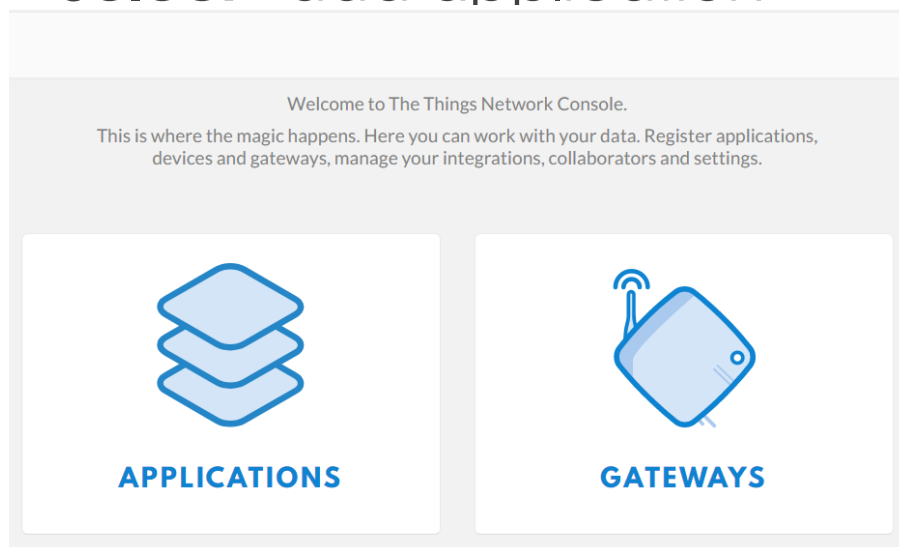 Welcome to The Things Network Console.
This is where the magic happens. Here you can work with your data. Register applications,
devices and gateways, manage your integrations, collaborators and settings.
APPLICATIONS
GATEWAYS